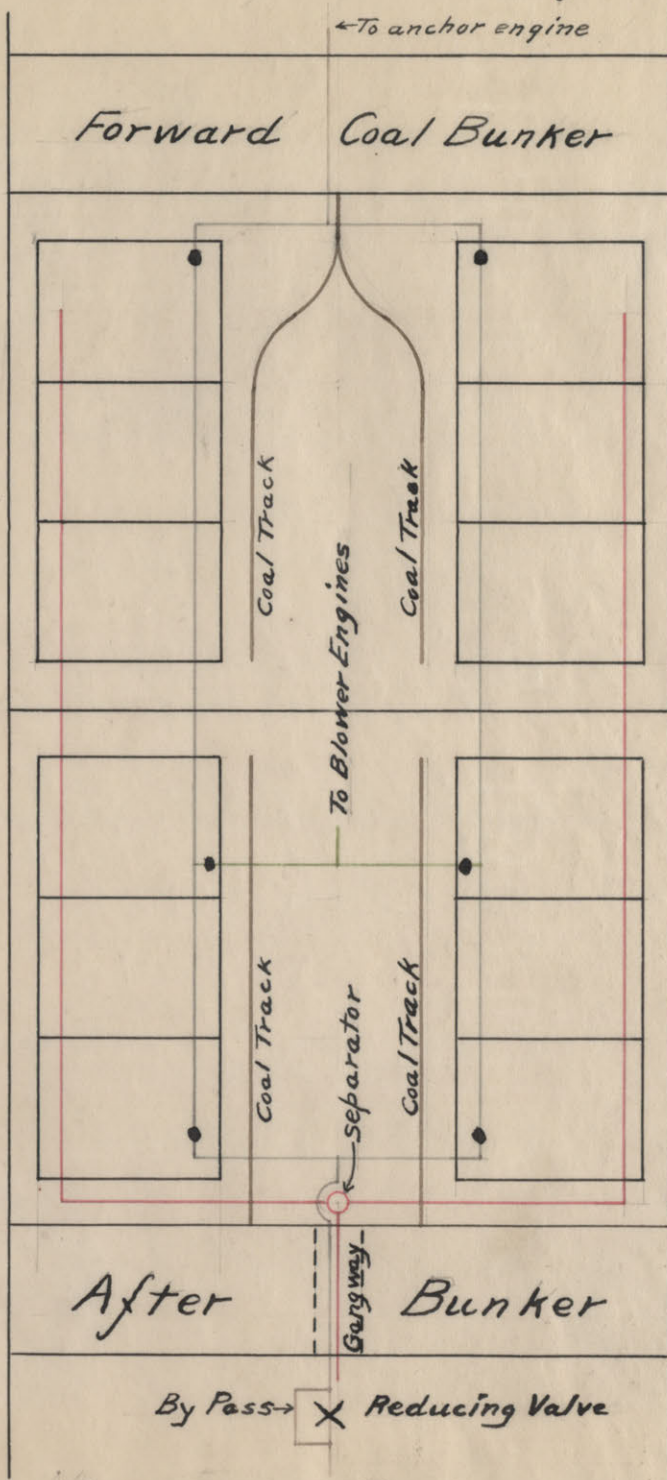 ←To anchor engine
Forward Coal Bunker
Coal Track
Coal Track
To Blower Engines
Coal Track
Coal Track
separator
After Bunker
Gangway
By Pass→ X Reducing Valve